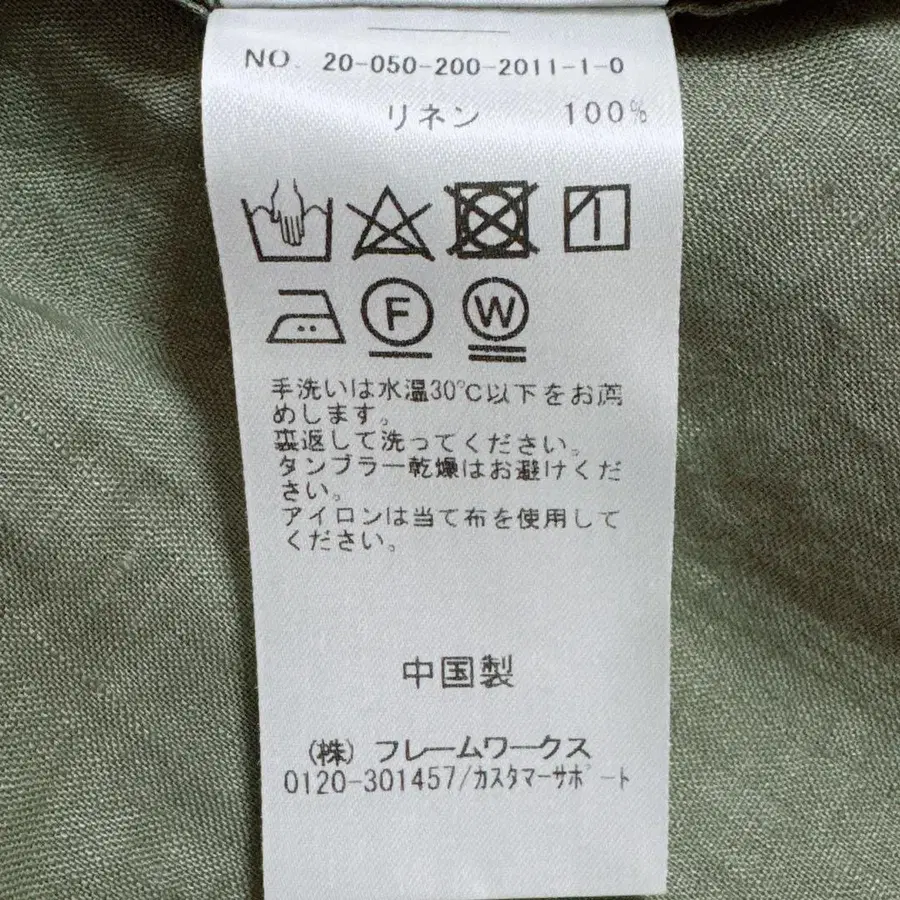 NO. 20-050-200-2011-1-0
リネン 100%
F
W
手洗いは水温30℃以下をお薦
めします。
裏返して洗ってください。
タンブラー乾燥はお避けくだ
さい。
アイロンは当て布を使用して
ください。
中国製
(株) フレームワークス
0120-301457/カスタマーサポート